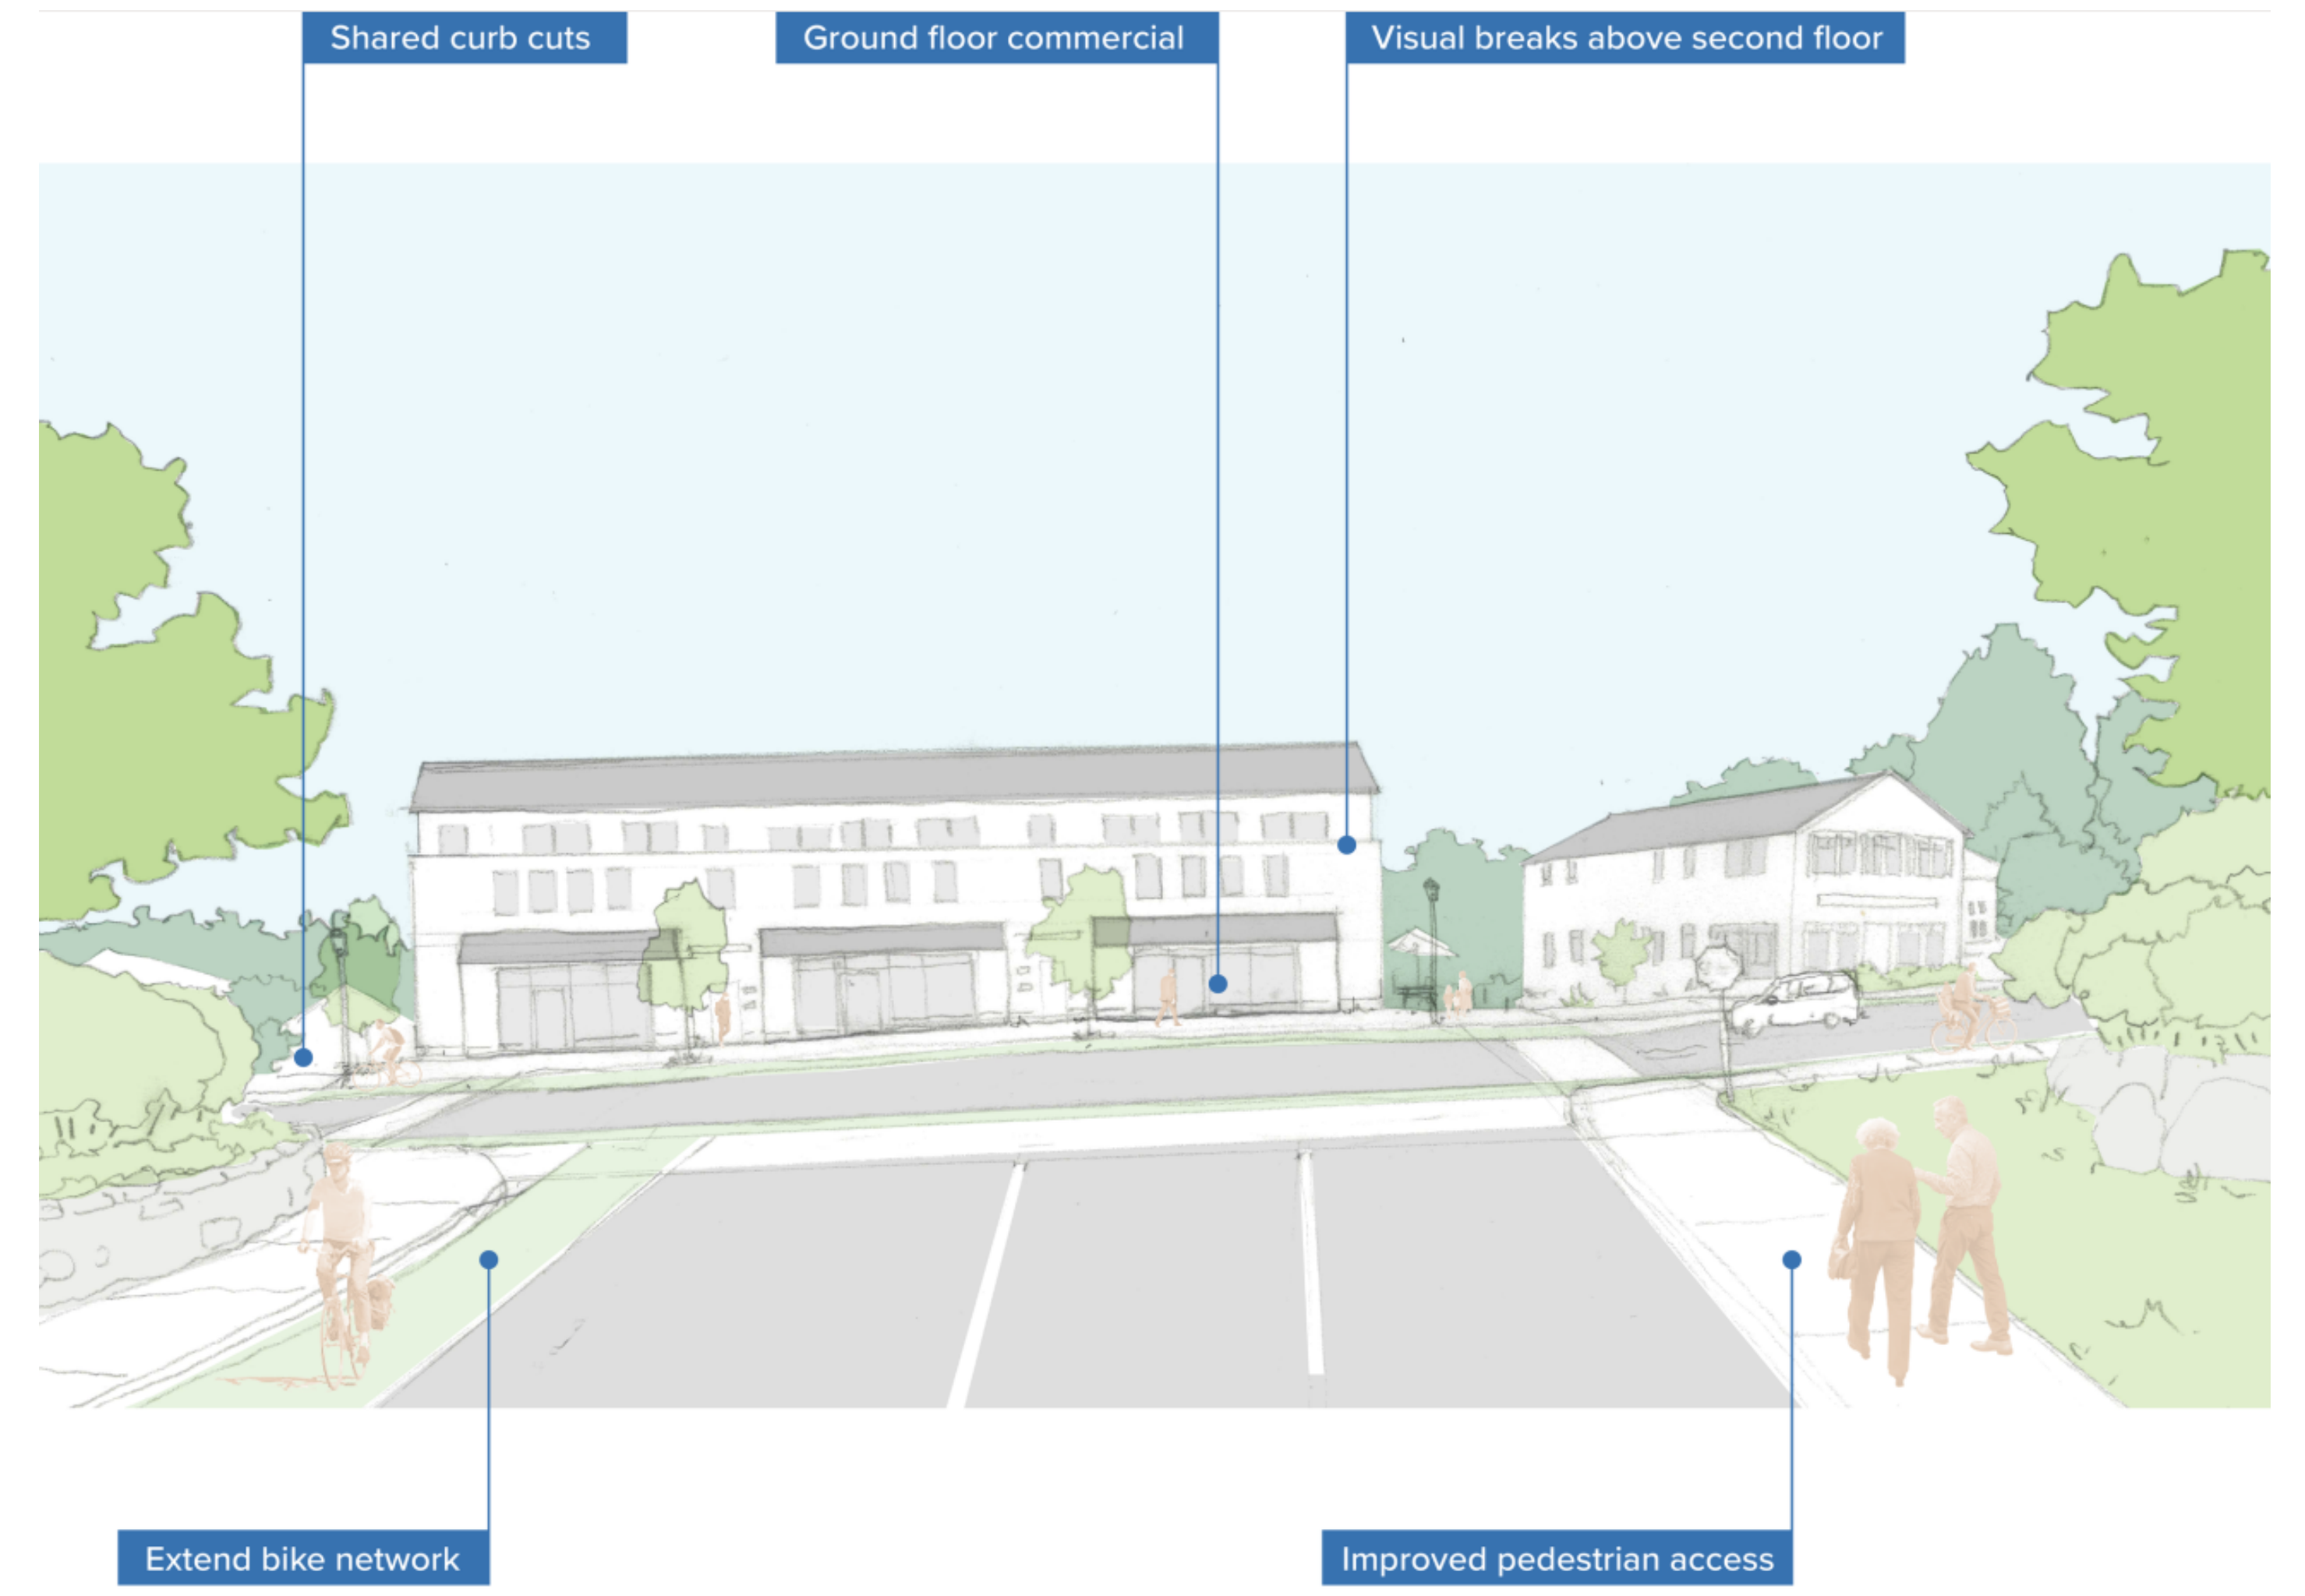 Shared curb cuts
Ground floor commercial
Visual breaks above second floor
Extend bike network
Improved pedestrian access